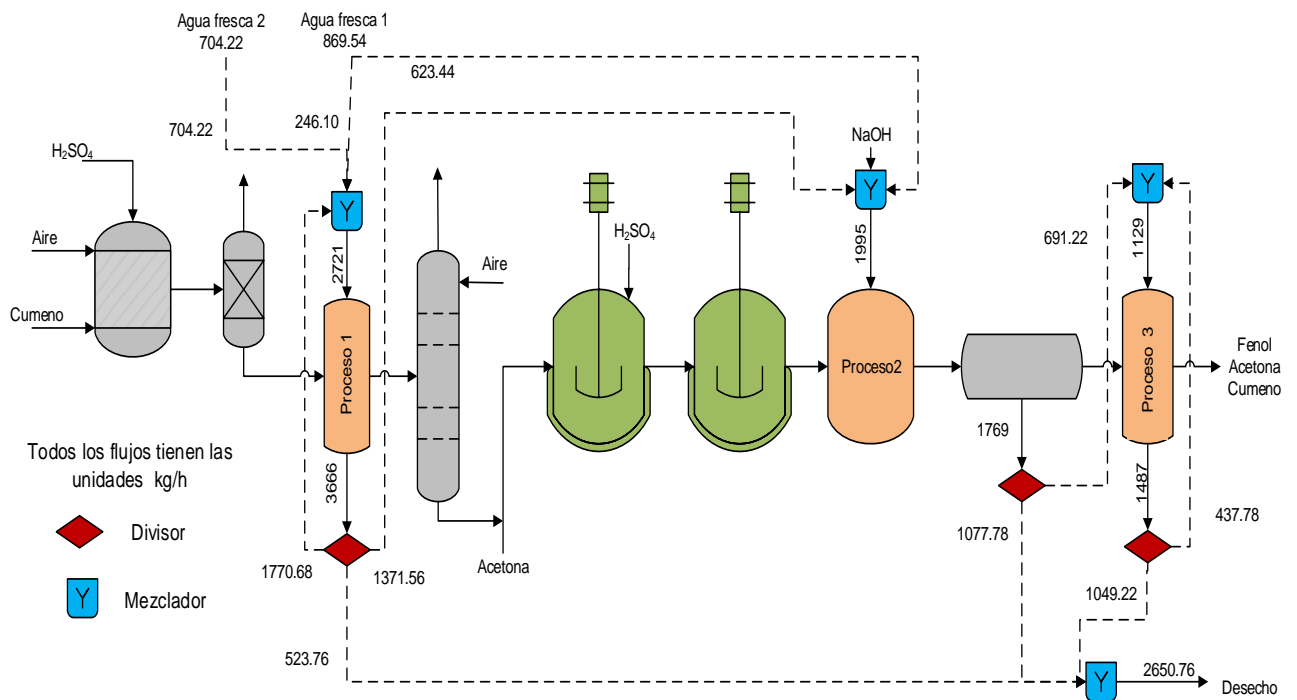 Agua fresca 2
704.22
Agua fresca 1
869.54
623.44
704.22
246.10
H2SO4
NaOH
Y
Y
Y
Aire
2721
H2SO4
1995
691.22
1129
Aire
Cumeno
Proceso 1
Proceso2
Proceso 3
Fenol
Acetona
Cumeno
1769
Todos los flujos tienen las
unidades kg/h
3666
1487
437.78
Divisor
1077.78
1770.68
1371.56
Acetona
1049.22
Y
Mezclador
523.76
2650.76
Y
Desecho